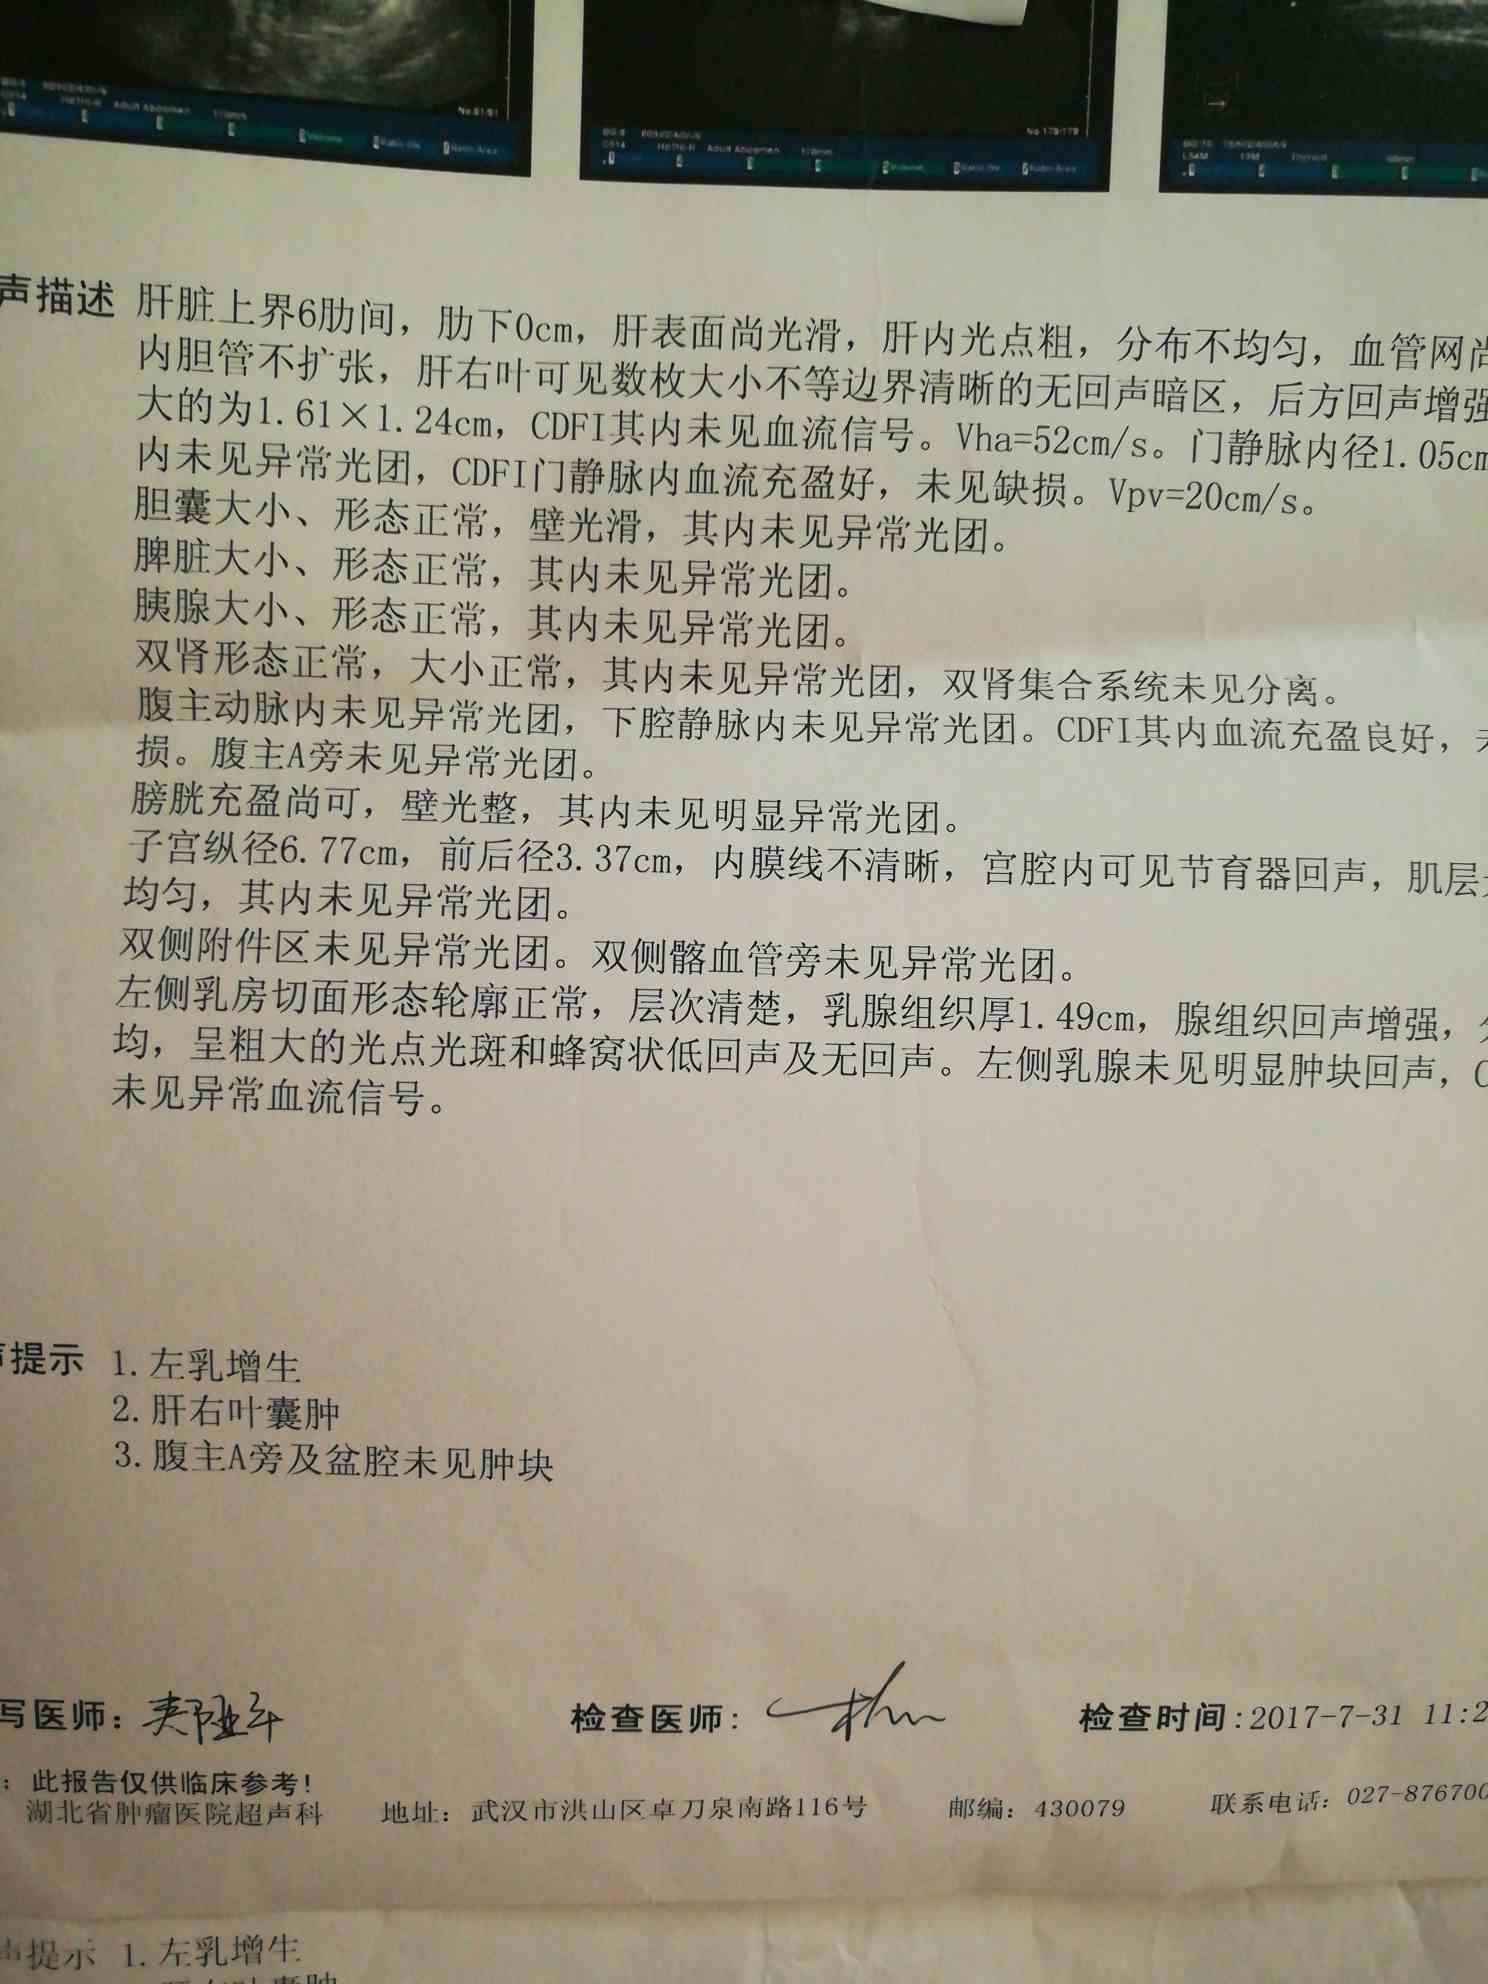 Adult Abdomen
No.81/81
Adult Abdomen
No.179/179
声描述 肝脏上界6肋间，肋下0cm，肝表面尚光滑，肝内光点粗，分布不均匀，血管网尚
内胆管不扩张，肝右叶可见数枚大小不等边界清晰的无回声暗区，后方回声增强
大的为1.61×1.24cm，CDFI其内未见血流信号。Vha=52cm/s。门静脉内径1.05cm
内未见异常光团，CDFI门静脉内血流充盈好，未见缺损。Vpv=20cm/s。
胆囊大小、形态正常，壁光滑，其内未见异常光团。
脾脏大小、形态正常，其内未见异常光团。
胰腺大小、形态正常，其内未见异常光团。
双肾形态正常，大小正常，其内未见异常光团，双肾集合系统未见分离。
腹主动脉内未见异常光团，下腔静脉内未见异常光团。CDFI其内血流充盈良好，未
损。腹主A旁未见异常光团。
膀胱充盈尚可，壁光整，其内未见明显异常光团。
子宫纵径6.77cm，前后径3.37cm，内膜线不清晰，宫腔内可见节育器回声，肌层光
均匀，其内未见异常光团。
双侧附件区未见异常光团。双侧髂血管旁未见异常光团。
左侧乳房切面形态轮廓正常，层次清楚，乳腺组织厚1.49cm，腺组织回声增强，分
均，呈粗大的光点光斑和蜂窝状低回声及无回声。左侧乳腺未见明显肿块回声，C
未见异常血流信号。
声提示 1.左乳增生
2.肝右叶囊肿
3.腹主A旁及盆腔未见肿块
写医师：
检查医师：
检查时间:2017-7-31 11:2
：此报告仅供临床参考！
湖北省肿瘤医院超声科 地址：武汉市洪山区卓刀泉南路116号 邮编：430079 联系电话：027-876700
声提示 1.左乳增生